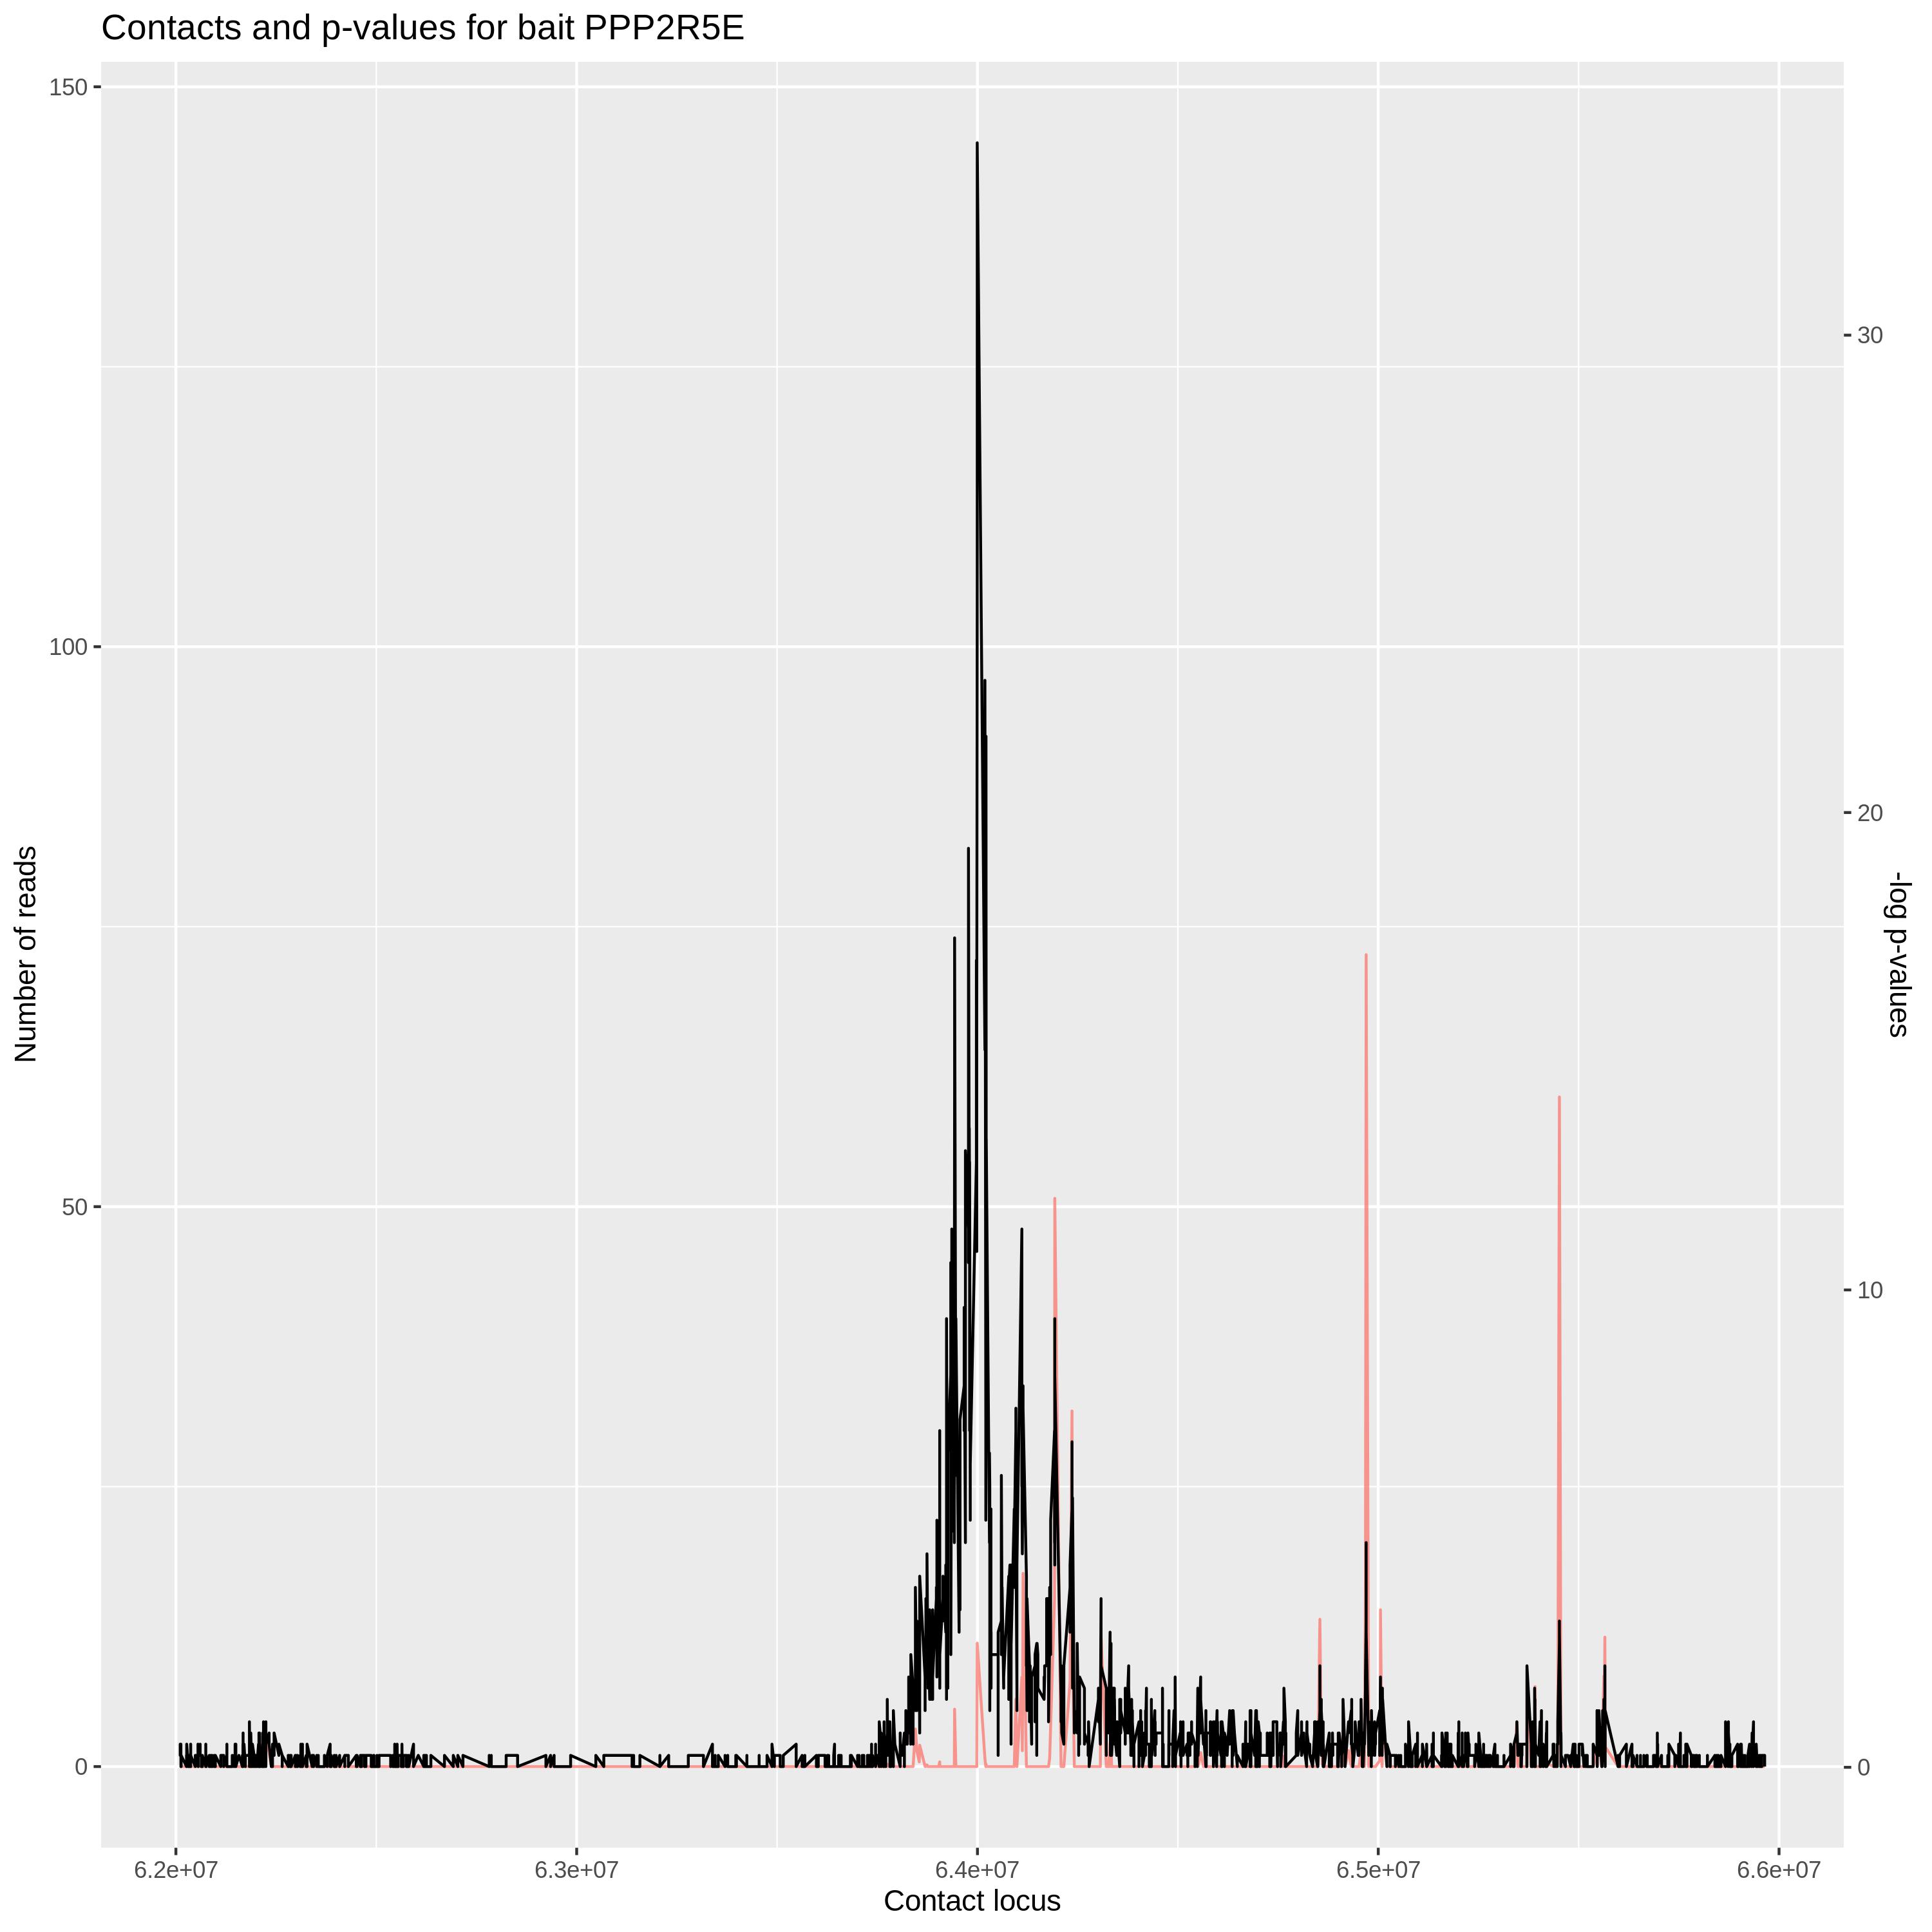 Contacts and p-values for bait PPP2R5E
150
100
50
0
Number of reads
30
20
10
0
-log p-values
6.2e+07
6.3e+07
6.4e+07
6.5e+07
6.6e+07
Contact locus